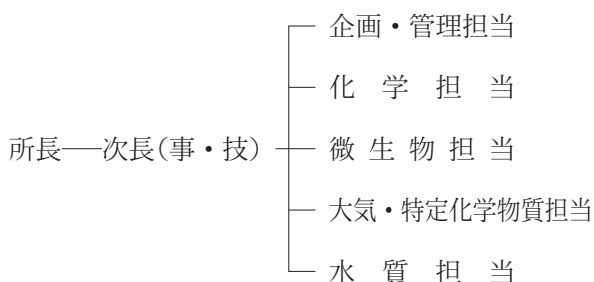 企画・管理担当
化学担当
所長──次長(事・技)
微生物担当
大気・特定化学物質担当
水質担当